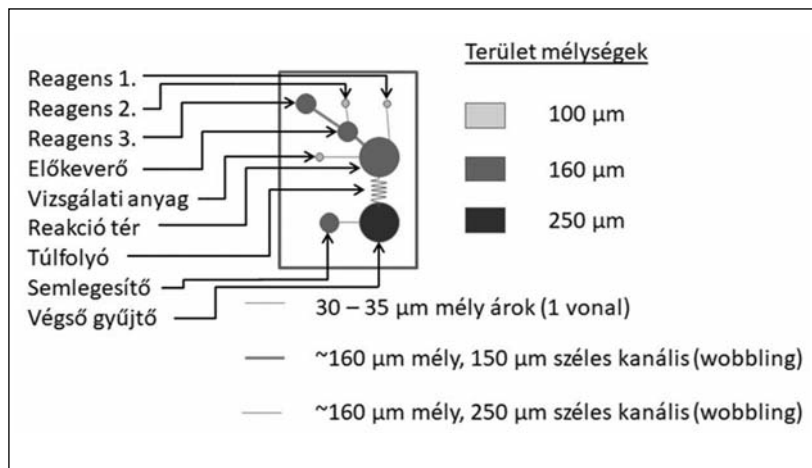 Reagens 1.
Reagens 2.
Reagens 3.
Előkeverő
Vizsgálati anyag
Reakció tér
Túlfolyó
Semlegesítő
Végső gyűjtő
Terület mélységek
100 µm
160 µm
250 µm
30 – 35 µm mély árok (1 vonal)
~160 µm mély, 150 µm széles kanális (wobbling)
~160 µm mély, 250 µm széles kanális (wobbling)